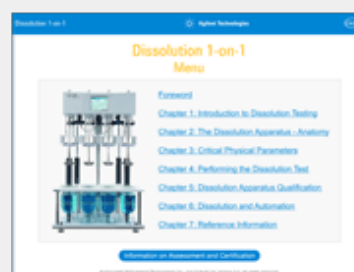 Dissolution 1-on-1
Agilent Technologies
Dissolution 1-on-1
Menu
Foreword
Chapter 1: Introduction to Dissolution Testing
Chapter 2: The Dissolution Apparatus - Anatomy
Chapter 3: Critical Physical Parameters
Chapter 4: Performing the Dissolution Test
Chapter 5: Dissolution Apparatus Qualification
Chapter 6: Dissolution and Automation
Chapter 7: Reference Information
Information on Assessment and Certification